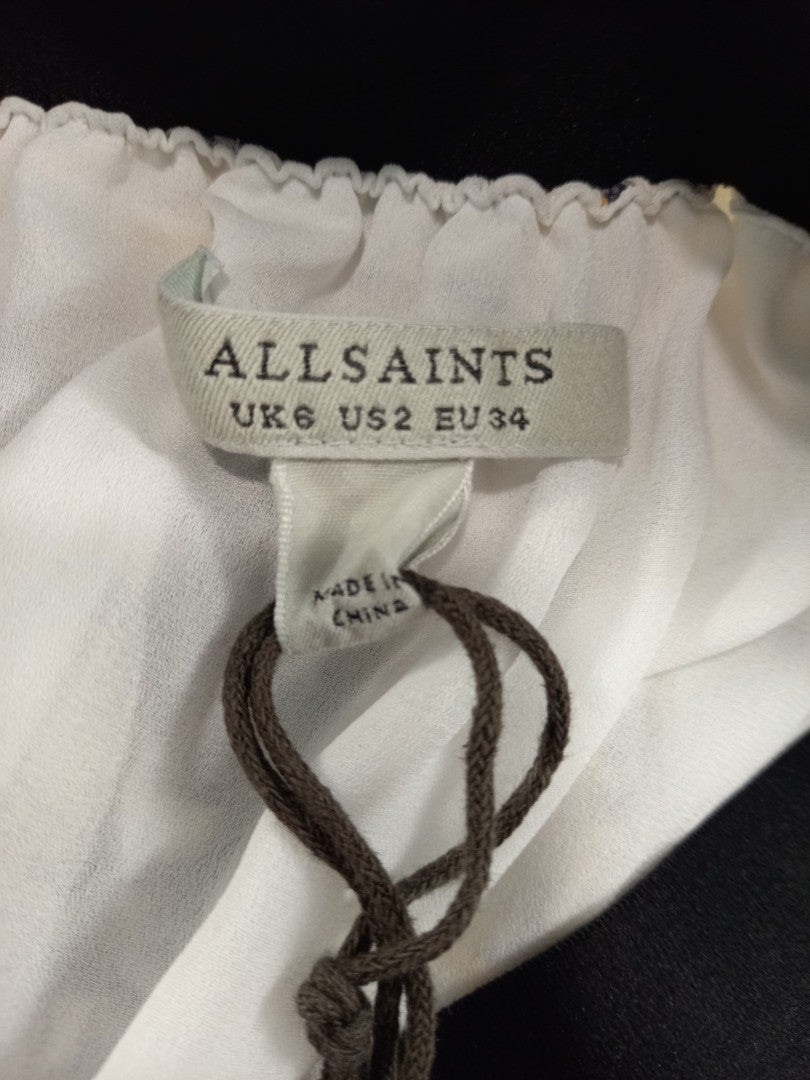 ALLSAINTS
UK6 US2 EU34
MADE IN
CHINA